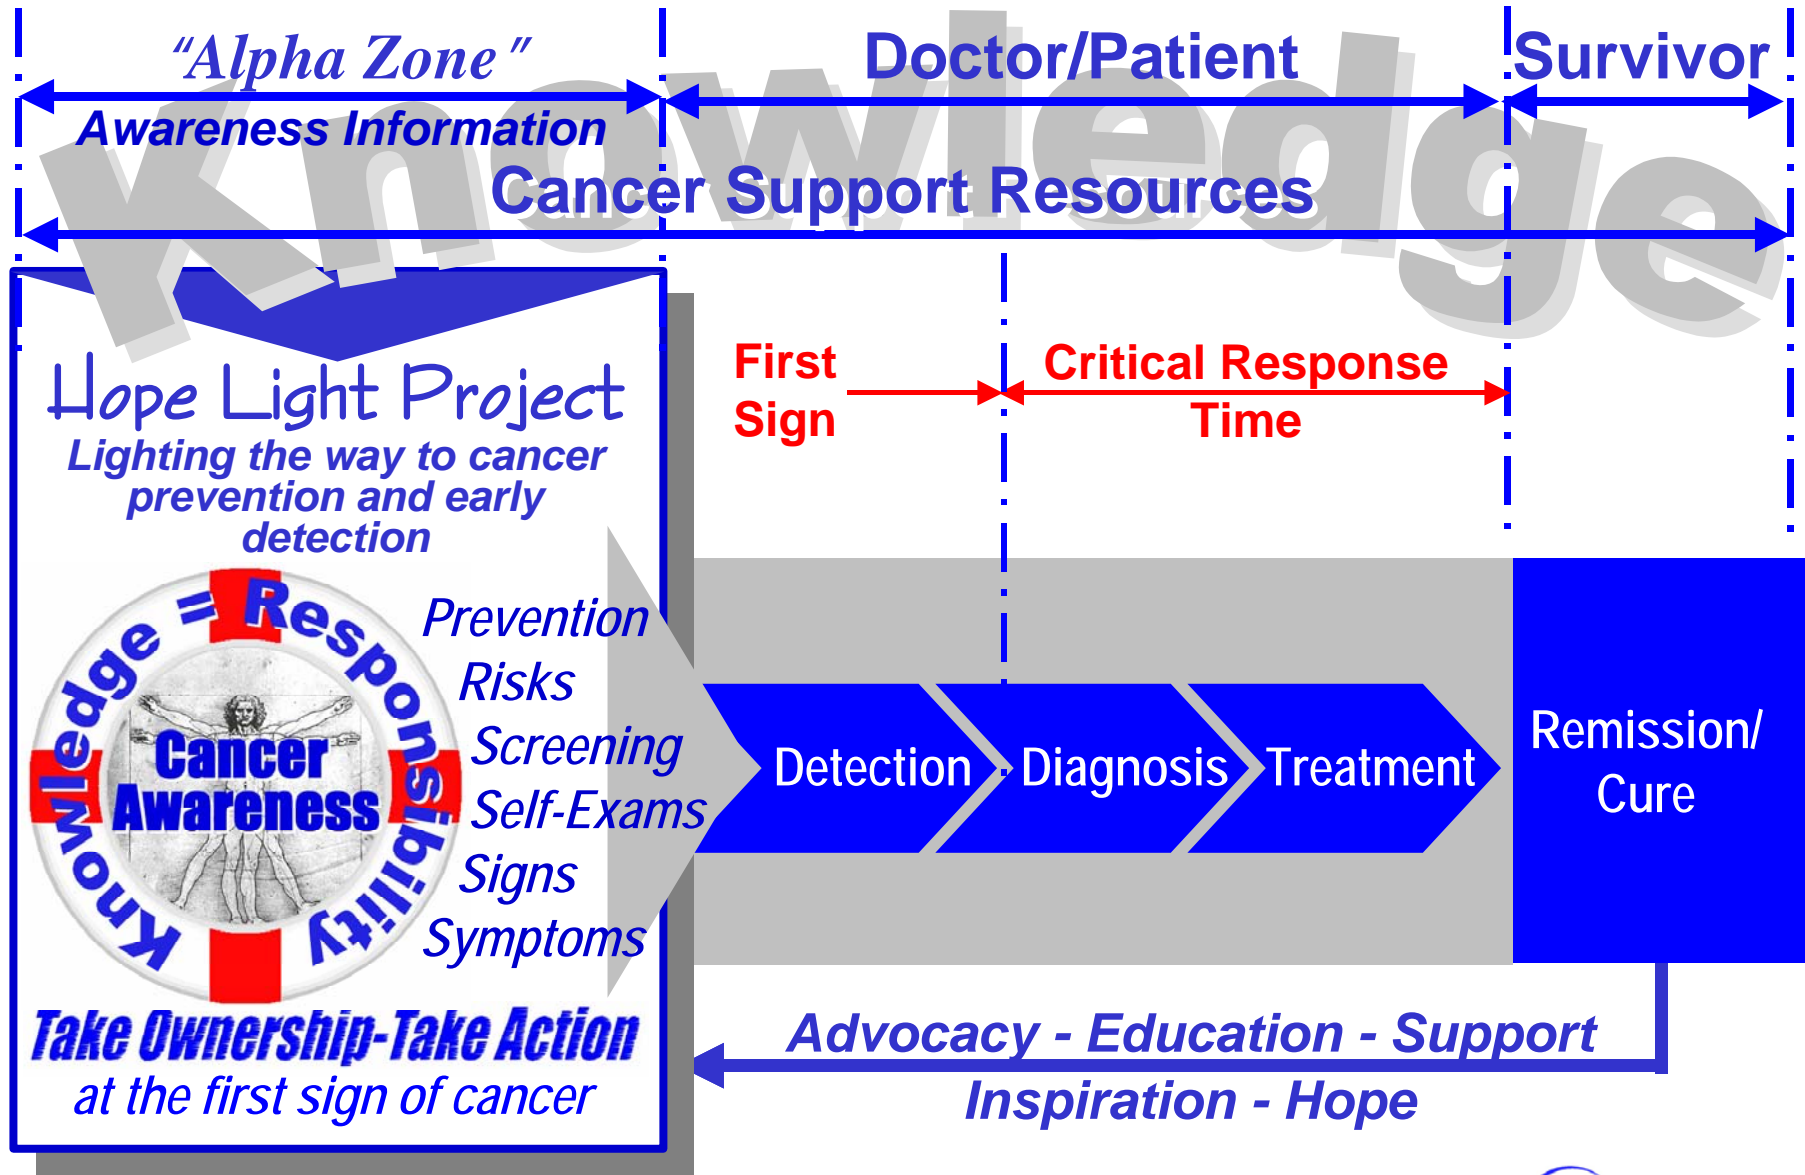 Knowledge
“Alpha Zone”
Awareness Information
Doctor/Patient
Survivor
Cancer Support Resources
Hope Light Project
Lighting the way to cancer
prevention and early
detection
Knowledge = Responsibility
Cancer
Awareness
Prevention
Risks
Screening
Self-Exams
Signs
Symptoms
Take Ownership-Take Action
at the first sign of cancer
First
Sign
Critical Response
Time
Detection
Diagnosis
Treatment
Remission/
Cure
Advocacy - Education - Support
Inspiration - Hope